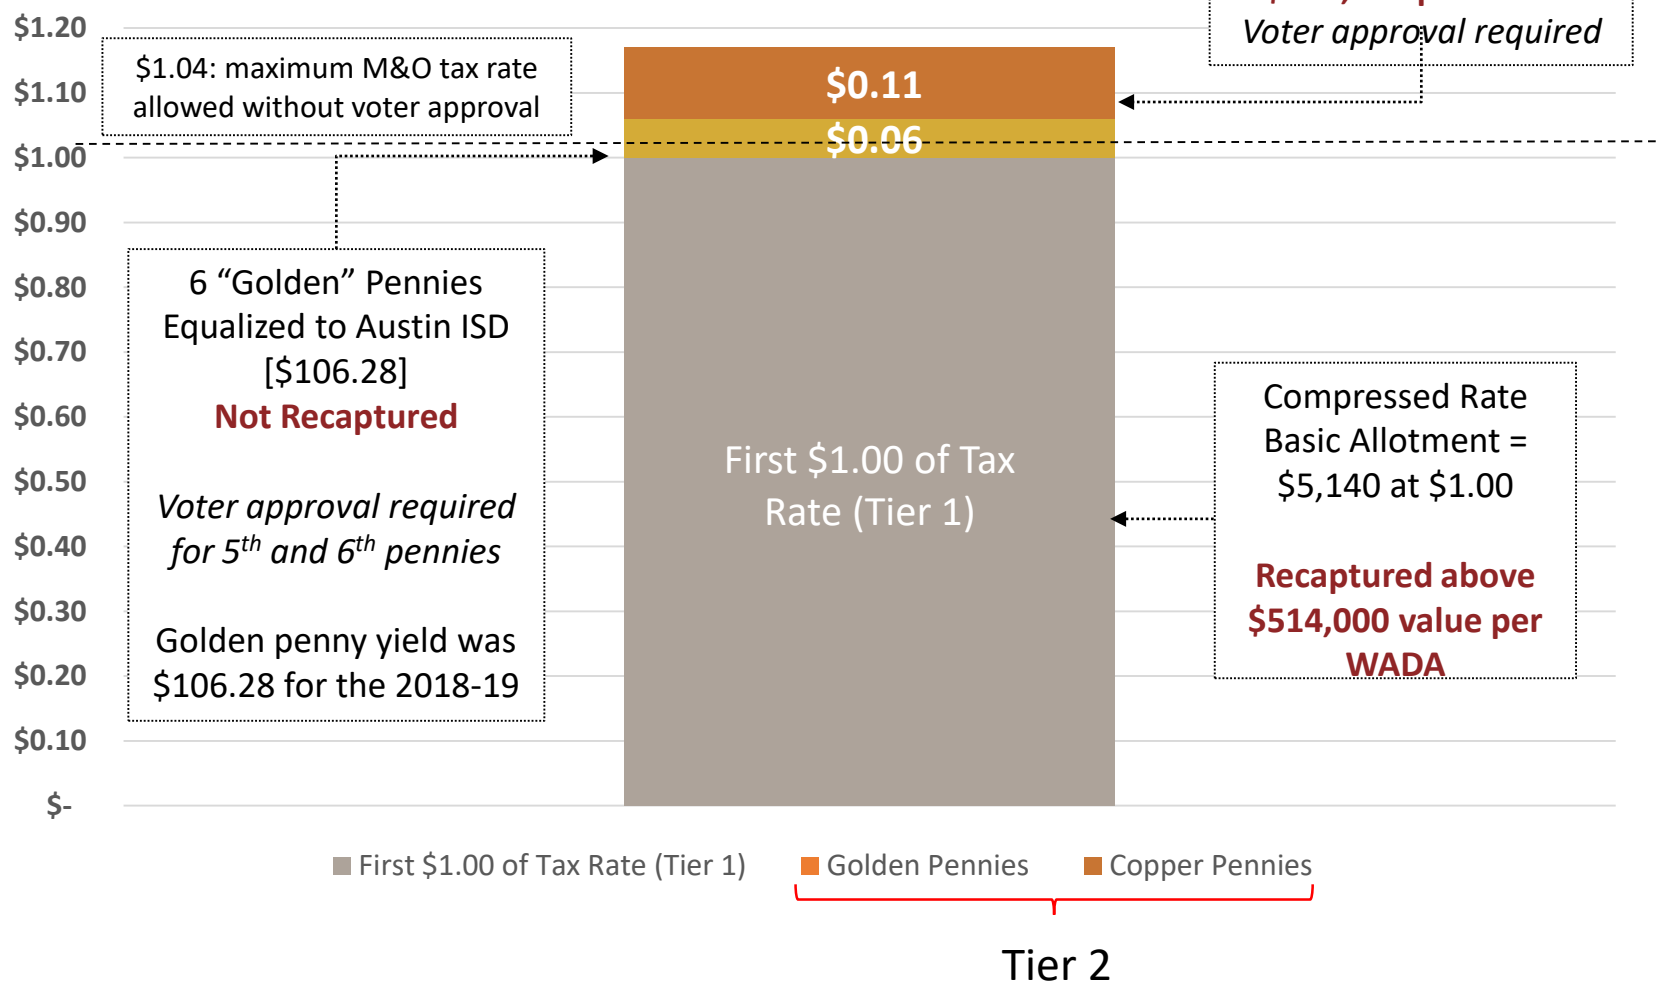 Voter approval required
$1.20
$1.10
$1.00
$0.90
$0.80
$0.70
$0.60
$0.50
$0.40
$0.30
$0.20
$0.10
$-
$1.04: maximum M&O tax rate
allowed without voter approval
$0.11
$0.06
First $1.00 of Tax
Rate (Tier 1)
6 “Golden” Pennies
Equalized to Austin ISD
[$106.28]
Not Recaptured
Voter approval required
for 5th and 6th pennies
Golden penny yield was
$106.28 for the 2018-19
Compressed Rate
Basic Allotment =
$5,140 at $1.00
Recaptured above
$514,000 value per
WADA
First $1.00 of Tax Rate (Tier 1)
Golden Pennies
Copper Pennies
Tier 2